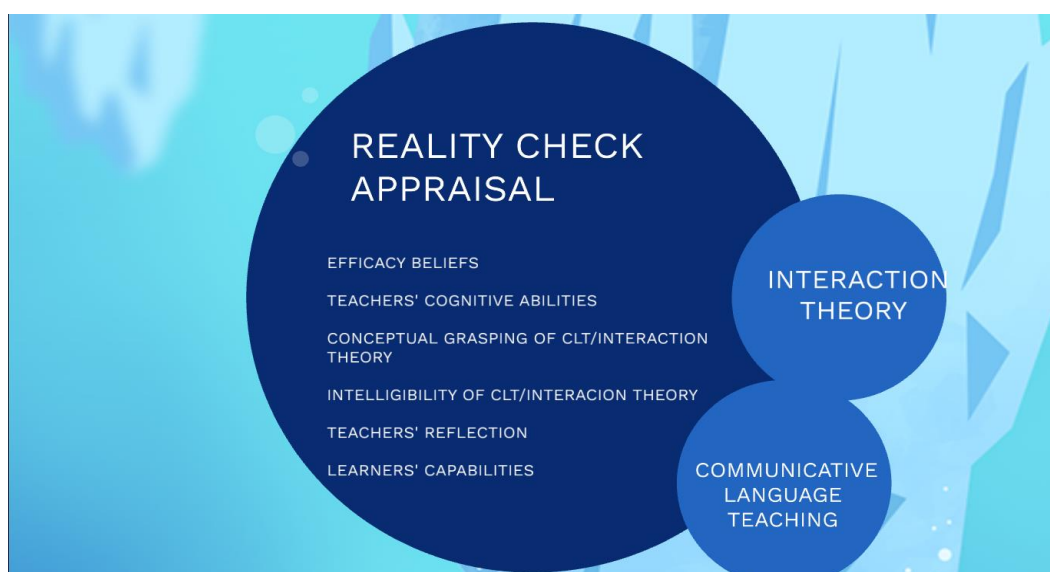 REALITY CHECK
APPRAISAL
EFFICACY BELIEFS
TEACHERS' COGNITIVE ABILITIES
CONCEPTUAL GRASPING OF CLT/INTERACTION
THEORY
INTELLIGIBILITY OF CLT/INTERACION THEORY
TEACHERS' REFLECTION
LEARNERS' CAPABILITIES
INTERACTION
THEORY
COMMUNICATIVE
LANGUAGE
TEACHING